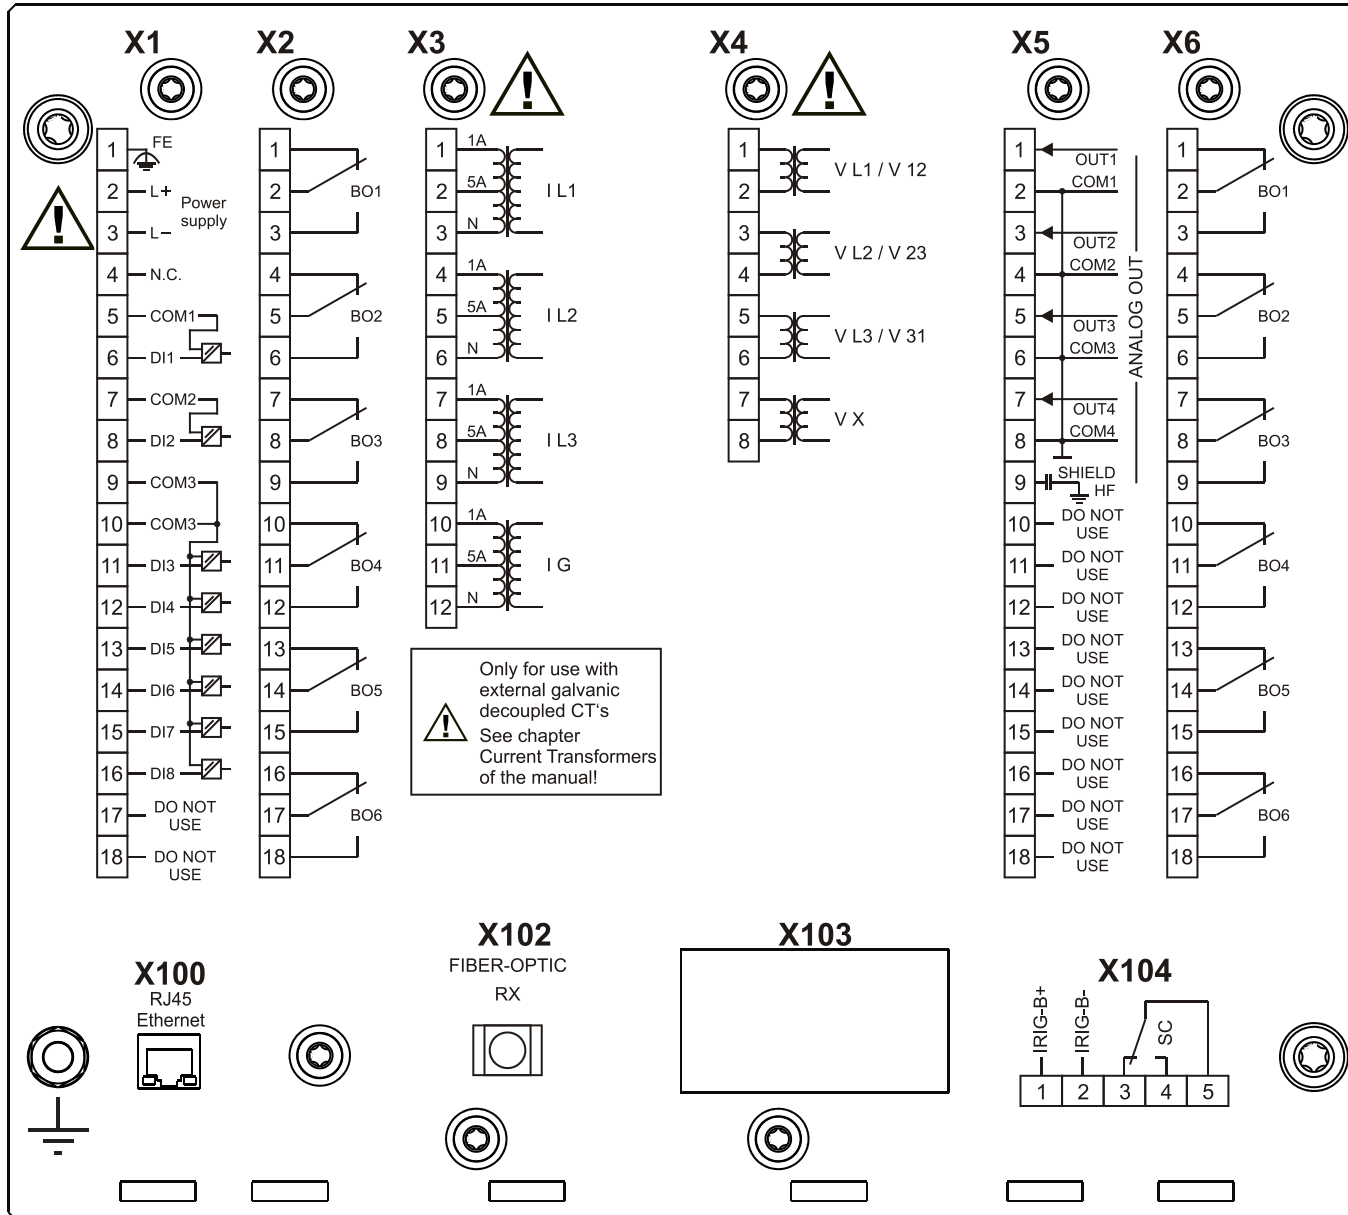 X1
X2
X3
X4
X5
X6
1
FE
2
L+
Power
supply
3
L−
4
N.C.
5
COM1
6
DI1
7
COM2
8
DI2
9
COM3
10
COM3
11
DI3
12
DI4
13
DI5
14
DI6
15
DI7
16
DI8
17
DO NOT
USE
18
DO NOT
USE
1
2
BO1
3
4
5
BO2
6
7
8
BO3
9
10
11
BO4
12
13
14
BO5
15
16
17
BO6
18
1
1A
2
5A
I L1
3
N
4
1A
5
5A
I L2
6
N
7
1A
8
5A
I L3
9
N
10
1A
11
5A
I G
12
N
!
!
!
!
Only for use with
external galvanic
decoupled CT's
See chapter
Current Transformers
of the manual!
1
V L1 / V 12
2
3
V L2 / V 23
4
5
V L3 / V 31
6
7
V X
8
1
OUT1
2
COM1
3
OUT2
4
COM2
5
OUT3
6
COM3
7
OUT4
8
COM4
ANALOG OUT
9
SHIELD
HF
10
DO NOT
USE
11
DO NOT
USE
12
DO NOT
USE
13
DO NOT
USE
14
DO NOT
USE
15
DO NOT
USE
16
DO NOT
USE
17
DO NOT
USE
18
DO NOT
USE
1
2
BO1
3
4
5
BO2
6
7
8
BO3
9
10
11
BO4
12
13
14
BO5
15
16
17
BO6
18
X100
RJ45
Ethernet
X102
FIBER-OPTIC
RX
X103
X104
IRIG-B+
IRIG-B-
SC
1
2
3
4
5